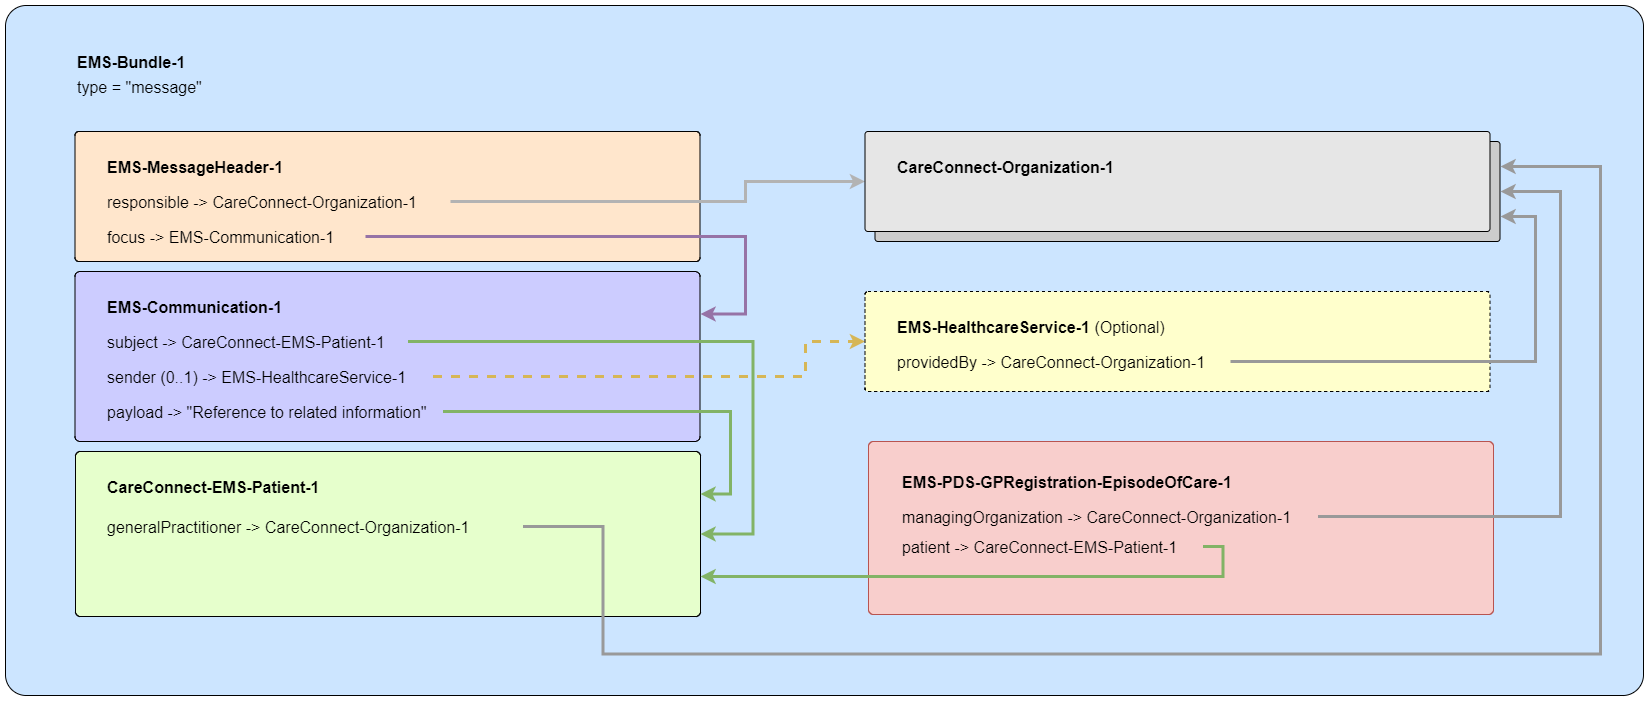 EMS-Bundle-1
type = "message"
EMS-MessageHeader-1
responsible -> CareConnect-Organization-1
focus -> EMS-Communication-1
EMS-Communication-1
subject -> CareConnect-EMS-Patient-1
sender (0..1) -> EMS-HealthcareService-1
payload -> "Reference to related information"
CareConnect-EMS-Patient-1
generalPractitioner -> CareConnect-Organization-1
CareConnect-Organization-1
EMS-HealthcareService-1 (Optional)
providedBy -> CareConnect-Organization-1
EMS-PDS-GPRegistration-EpisodeOfCare-1
managingOrganization -> CareConnect-Organization-1
patient -> CareConnect-EMS-Patient-1